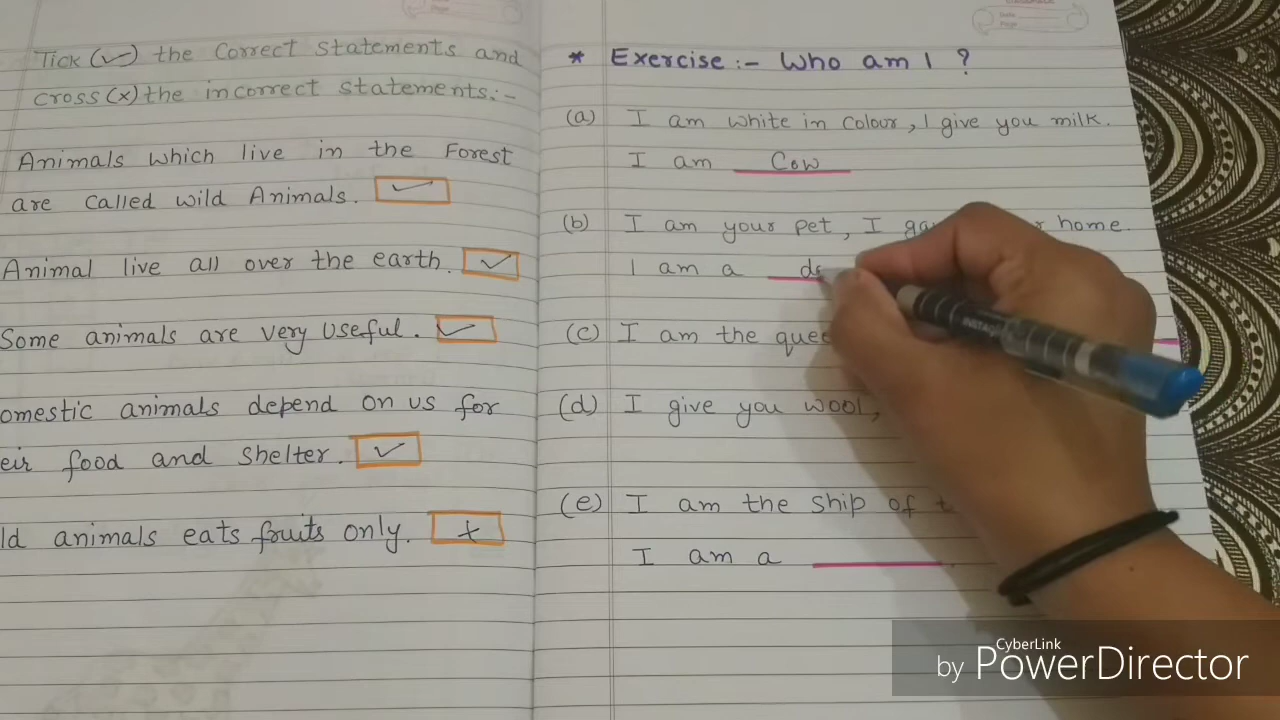 Tick (✓) the Correct Statements and
cross (x) the incorrect statements:-
Animals which live in the Forest
are called wild Animals. ✓
Animal live all over the earth. ✓
Some animals are very useful. ✓
omestic animals depend on us for
eir food and shelter. ✓
ld animals eats fruits only. x
* Exercise:- Who am I ?
(a) I am white in colour, I give you milk.
I am Cow
(b) I am your pet, I home.
I am a
(c) I am the
(d) I give you wool,
(e) I am the ship of
I am a .
CyberLink
by PowerDirector